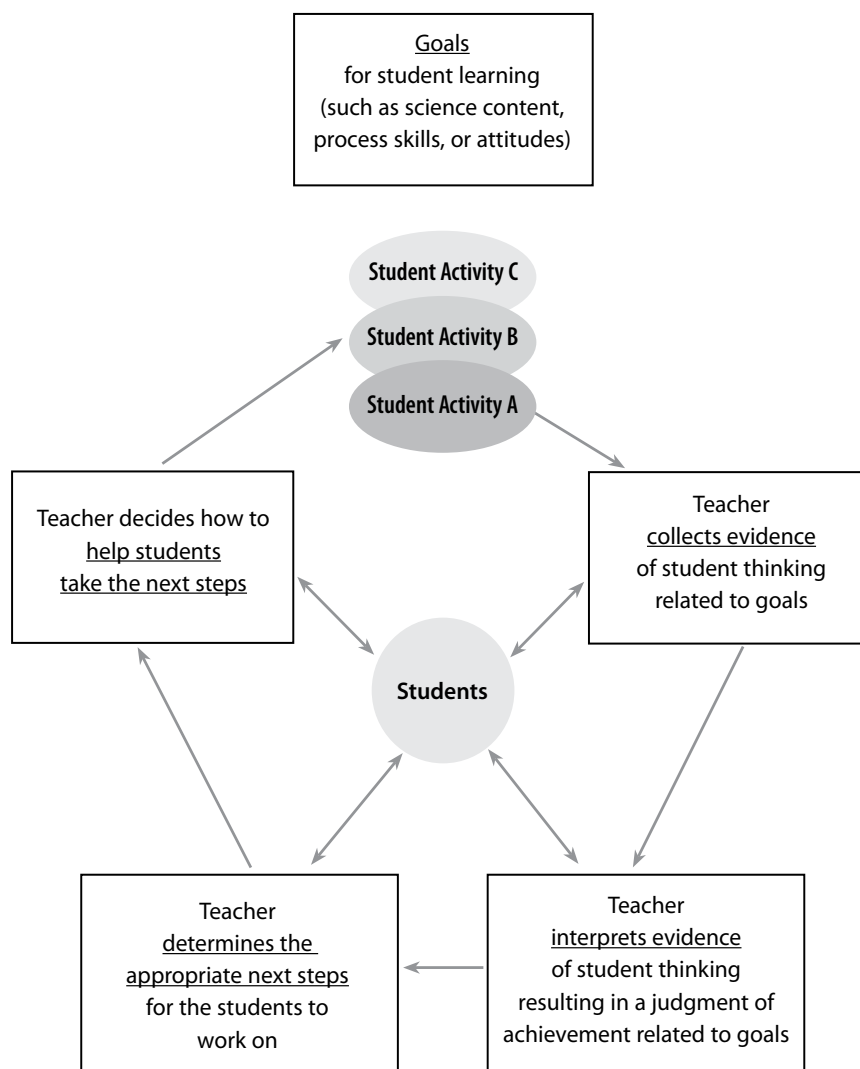 Goals
for student learning
(such as science content,
process skills, or attitudes)
Student Activity C
Student Activity B
Student Activity A
Teacher decides how to
help students
take the next steps
Teacher
collects evidence
of student thinking
related to goals
Students
Teacher
determines the
appropriate next steps
for the students to
work on
Teacher
interprets evidence
of student thinking
resulting in a judgment of
achievement related to goals